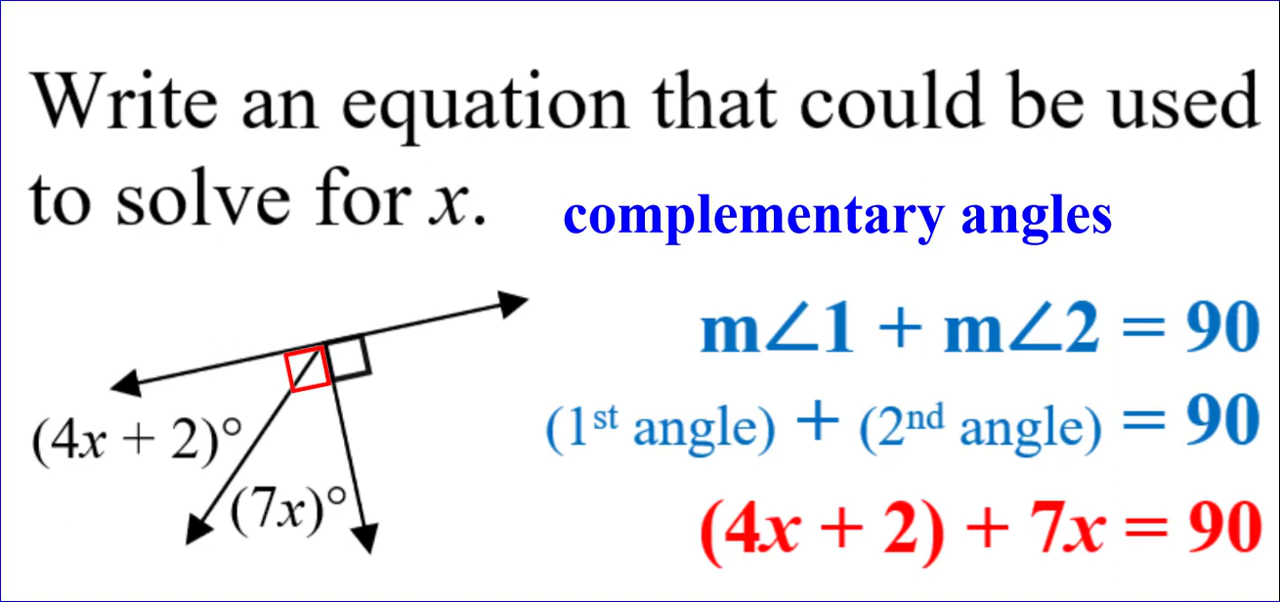 Write an equation that could be used
to solve for x.
complementary angles
m∠1 + m∠2 = 90
(4x + 2)°
(1st angle) + (2nd angle) = 90
(7x)°
(4x + 2) + 7x = 90